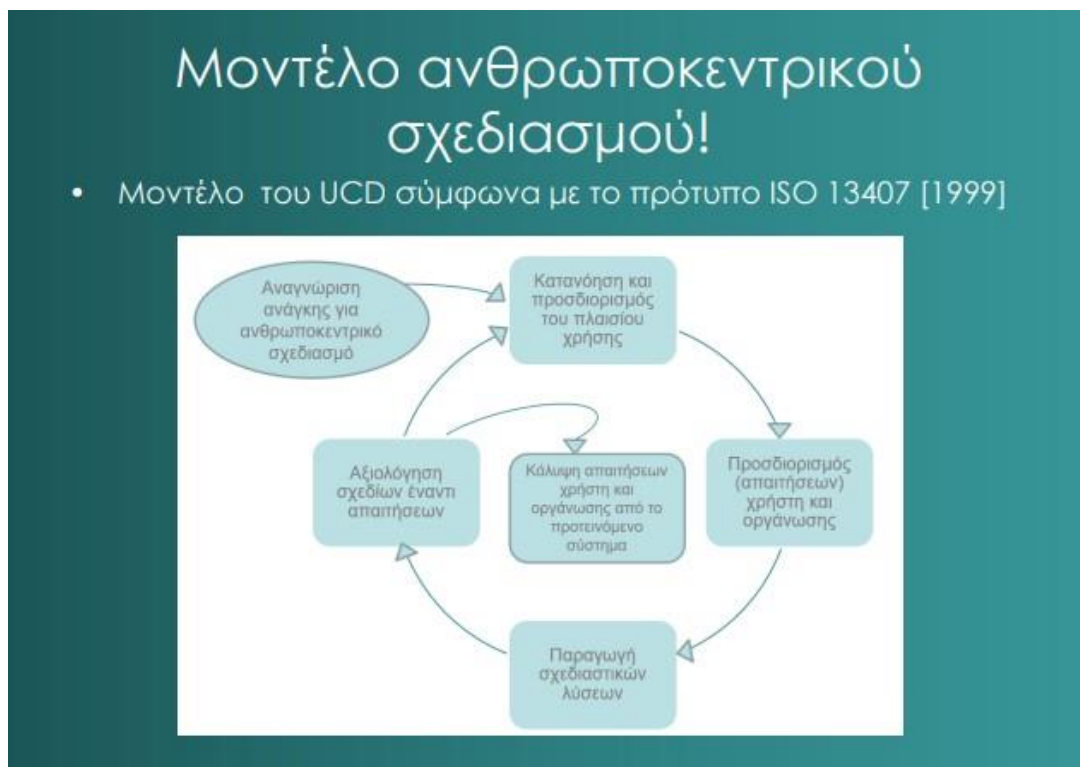 Μοντέλο ανθρωποκεντρικού
σχεδιασμού!
• Μοντέλο του UCD σύμφωνα με το πρότυπο ISO 13407 [1999]
Αναγνώριση
ανάγκης για
ανθρωποκεντρικό
σχεδιασμό
Κατανόηση και
προσδιορισμός
του πλαισίου
χρήσης
Αξιολόγηση
σχεδίων έναντι
απαιτήσεων
Κάλυψη απαιτήσεων
χρήστη και
οργάνωσης από το
προτεινόμενο
σύστημα
Προσδιορισμός
(απαιτήσεων)
χρήστη και
οργάνωσης
Παραγωγή
σχεδιαστικών
λύσεων